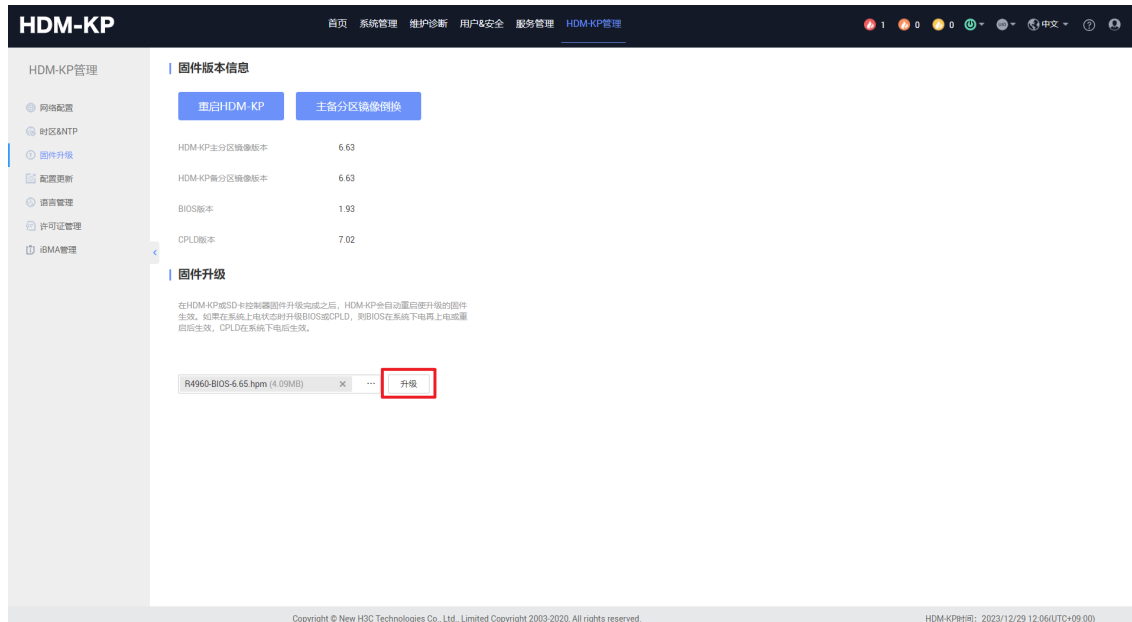 HDM-KP
首页 系统管理 维护诊断 用户&安全 服务管理 HDM-KP管理
1 0 0 UID 中文
HDM-KP管理
网络配置
时区&NTP
固件升级
配置更新
语言管理
许可证管理
iBMA管理
固件版本信息
重启HDM-KP 主备分区镜像倒换
HDM-KP主分区镜像版本 6.63
HDM-KP备分区镜像版本 6.63
BIOS版本 1.93
CPLD版本 7.02
固件升级
在HDM-KP或SD卡控制器固件升级完成之后，HDM-KP会自动重启使升级的固件
生效。如果在系统上电状态时升级BIOS或CPLD，则BIOS在系统下电再上电或重
启后生效，CPLD在系统下电后生效。
R4960-BIOS-6.65.hpm (4.09MB) × ... 升级
Copyright © New H3C Technologies Co., Ltd., Limited Copyright 2003-2020. All rights reserved.
HDM-KP时间：2023/12/29 12:06(UTC+09:00)